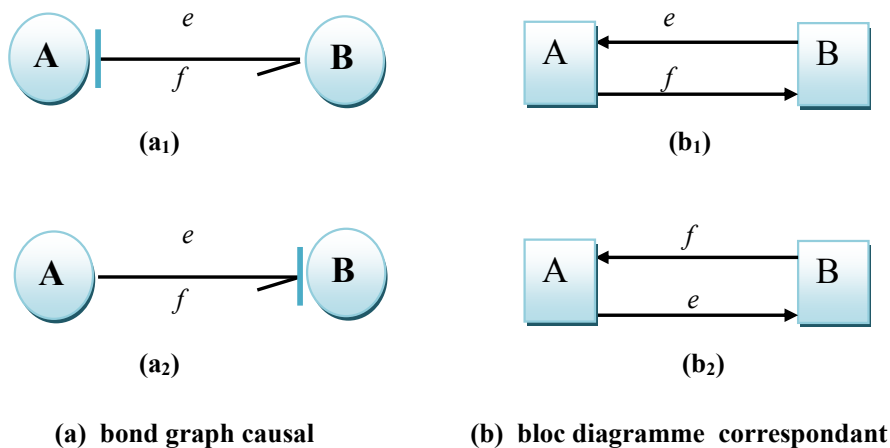 e e
A B A B
f f
(a₁) (b₁)
e f
A B A B
f e
(a₂) (b₂)
(a) bond graph causal (b) bloc diagramme correspondant